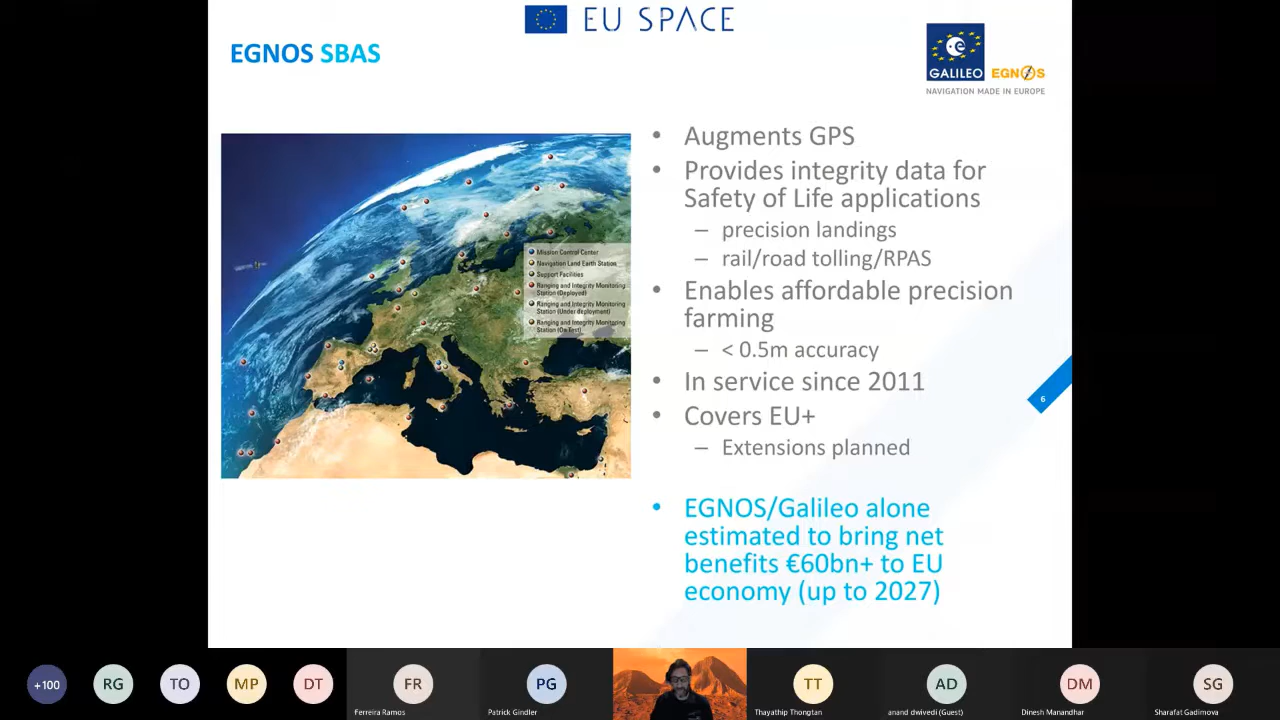 EU SPACE
EGNOS SBAS
GALILEO
EGNOS
NAVIGATION MADE IN EUROPE
• Augments GPS
• Provides integrity data for
Safety of Life applications
– precision landings
– rail/road tolling/RPAS
• Enables affordable precision
farming
– < 0.5m accuracy
• In service since 2011
• Covers EU+
– Extensions planned
• EGNOS/Galileo alone
estimated to bring net
benefits €60bn+ to EU
economy (up to 2027)
Mission Control Center
Navigation Land Earth Station
Support Facilities
Ranging and Integrity Monitoring
Station (Deployed)
Ranging and Integrity Monitoring
Station (Under deployment)
Ranging and Integrity Monitoring
Station (On Test)
6
+100
RG
TO
MP
DT
FR
Ferreira Ramos
PG
Patrick Gindler
TT
Thayathip Thongtan
AD
anand dwivedi (Guest)
DM
Dinesh Manandhar
SG
Sharafat Gadimova